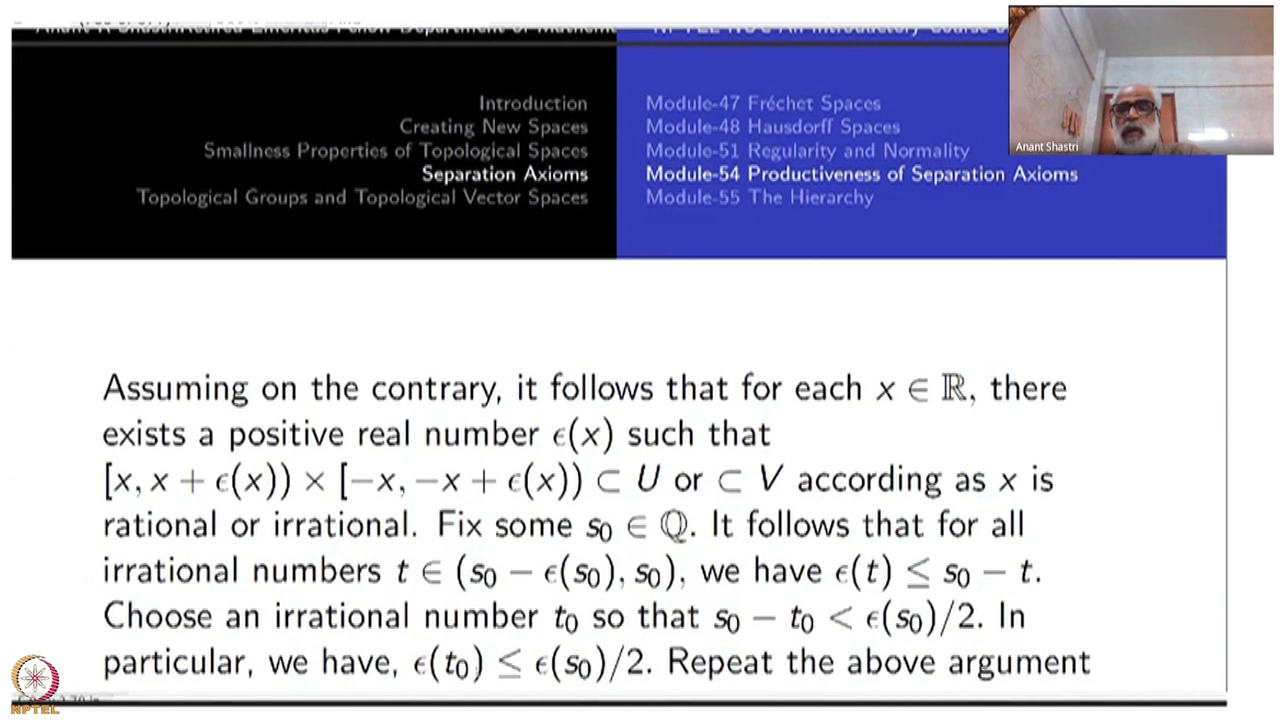 Introduction
Creating New Spaces
Smallness Properties of Topological Spaces
Separation Axioms
Topological Groups and Topological Vector Spaces
Module-47 Fréchet Spaces
Module-48 Hausdorff Spaces
Module-51 Regularity and Normality
Module-54 Productiveness of Separation Axioms
Module-55 The Hierarchy
Anant Shastri
Assuming on the contrary, it follows that for each x ∈ ℝ, there
exists a positive real number ϵ(x) such that
[x, x + ϵ(x)) × [−x, −x + ϵ(x)) ⊂ U or ⊂ V according as x is
rational or irrational. Fix some s₀ ∈ ℚ. It follows that for all
irrational numbers t ∈ (s₀ − ϵ(s₀), s₀), we have ϵ(t) ≤ s₀ − t.
Choose an irrational number t₀ so that s₀ − t₀ < ϵ(s₀)/2. In
particular, we have, ϵ(t₀) ≤ ϵ(s₀)/2. Repeat the above argument
NPTEL